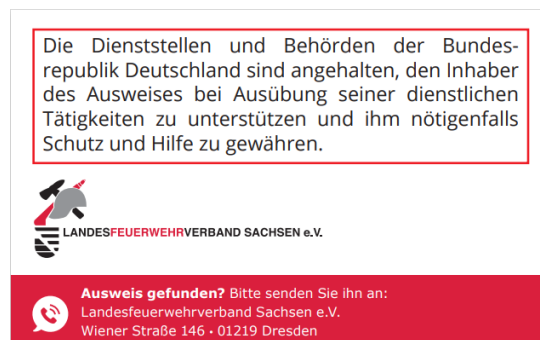 Die Dienststellen und Behörden der Bundes-
republik Deutschland sind angehalten, den Inhaber
des Ausweises bei Ausübung seiner dienstlichen
Tätigkeiten zu unterstützen und ihm nötigenfalls
Schutz und Hilfe zu gewähren.
LANDESFEUERWEHRVERBAND SACHSEN e.V.
Ausweis gefunden? Bitte senden Sie ihn an:
Landesfeuerwehrverband Sachsen e.V.
Wiener Straße 146 • 01219 Dresden